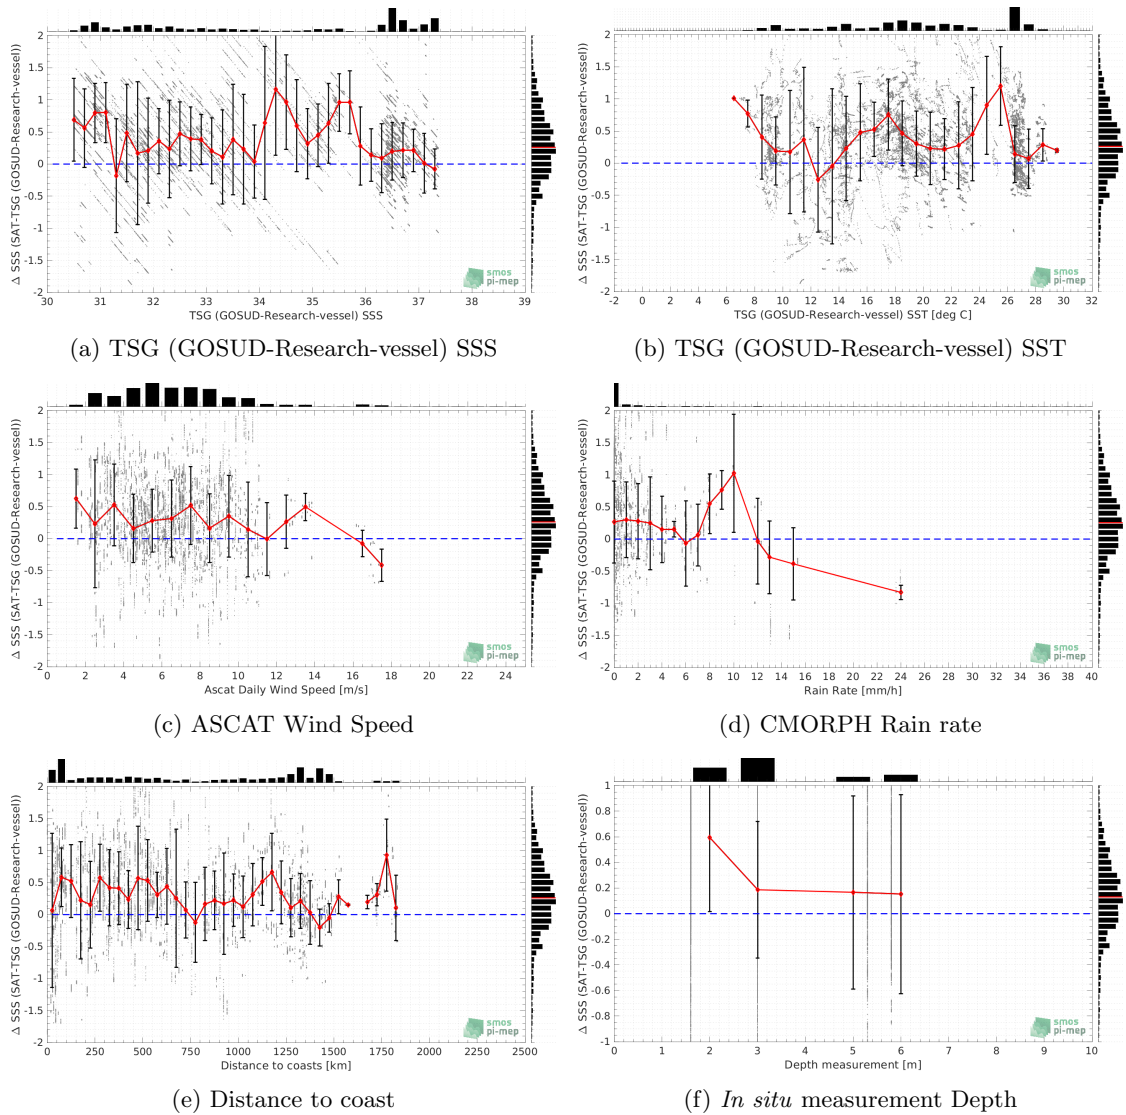 2
1.5
1
0.5
0
-0.5
-1
-1.5
-2
Δ SSS (SAT-TSG (GOSUD-Research-vessel))
30 31 32 33 34 35 36 37 38 39
TSG (GOSUD-Research-vessel) SSS
smos
pi-mep
(a) TSG (GOSUD-Research-vessel) SSS
2
1.5
1
0.5
0
-0.5
-1
-1.5
-2
Δ SSS (SAT-TSG (GOSUD-Research-vessel))
-2 0 2 4 6 8 10 12 14 16 18 20 22 24 26 28 30 32
TSG (GOSUD-Research-vessel) SST [deg C]
smos
pi-mep
(b) TSG (GOSUD-Research-vessel) SST
2
1.5
1
0.5
0
-0.5
-1
-1.5
-2
Δ SSS (SAT-TSG (GOSUD-Research-vessel))
0 2 4 6 8 10 12 14 16 18 20 22 24
Ascat Daily Wind Speed [m/s]
smos
pi-mep
(c) ASCAT Wind Speed
2
1.5
1
0.5
0
-0.5
-1
-1.5
-2
Δ SSS (SAT-TSG (GOSUD-Research-vessel))
0 2 4 6 8 10 12 14 16 18 20 22 24 26 28 30 32 34 36 38 40
Rain Rate [mm/h]
smos
pi-mep
(d) CMORPH Rain rate
2
1.5
1
0.5
0
-0.5
-1
-1.5
-2
Δ SSS (SAT-TSG (GOSUD-Research-vessel))
0 250 500 750 1000 1250 1500 1750 2000 2250 2500
Distance to coasts [km]
smos
pi-mep
(e) Distance to coast
1
0.8
0.6
0.4
0.2
0
-0.2
-0.4
-0.6
-0.8
-1
Δ SSS (SAT-TSG (GOSUD-Research-vessel))
0 1 2 3 4 5 6 7 8 9 10
Depth measurement [m]
smos
pi-mep
(f) In situ measurement Depth